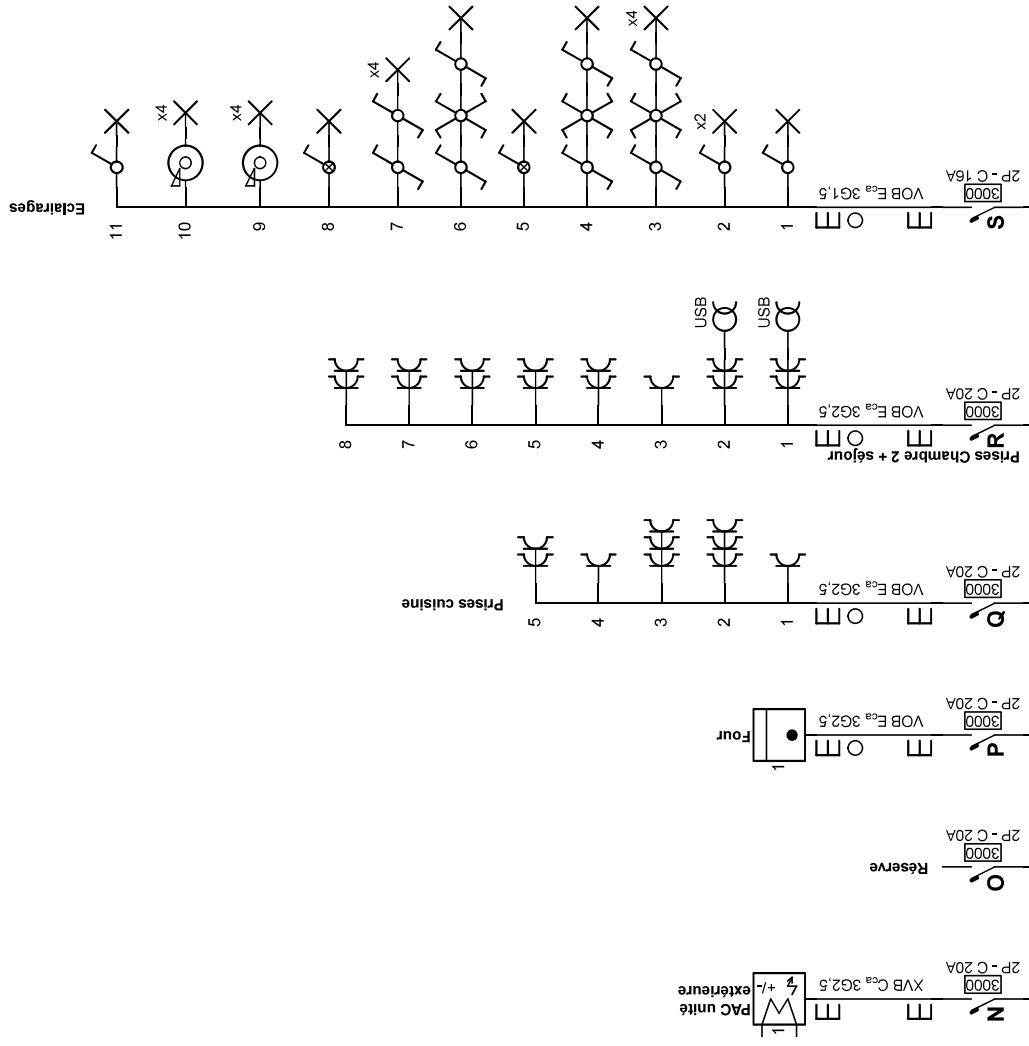 Eclairages
11
10
x4
9
x4
8
7
x4
6
5
4
3
x4
2
x2
1
VOB Eca 3G1,5
3000
2P - C 16A
S
8
7
6
5
4
3
2
USB
1
USB
VOB Eca 3G2,5
3000
2P - C 20A
R
Prises Chambre 2 + séjour
Prises cuisine
5
4
3
2
1
VOB Eca 3G2,5
3000
2P - C 20A
Q
Four
1
VOB Eca 3G2,5
3000
2P - C 20A
P
Réserve
3000
2P - C 20A
O
PAC unité
extérieure
+/-
1
XVB Cca 3G2,5
3000
2P - C 20A
N